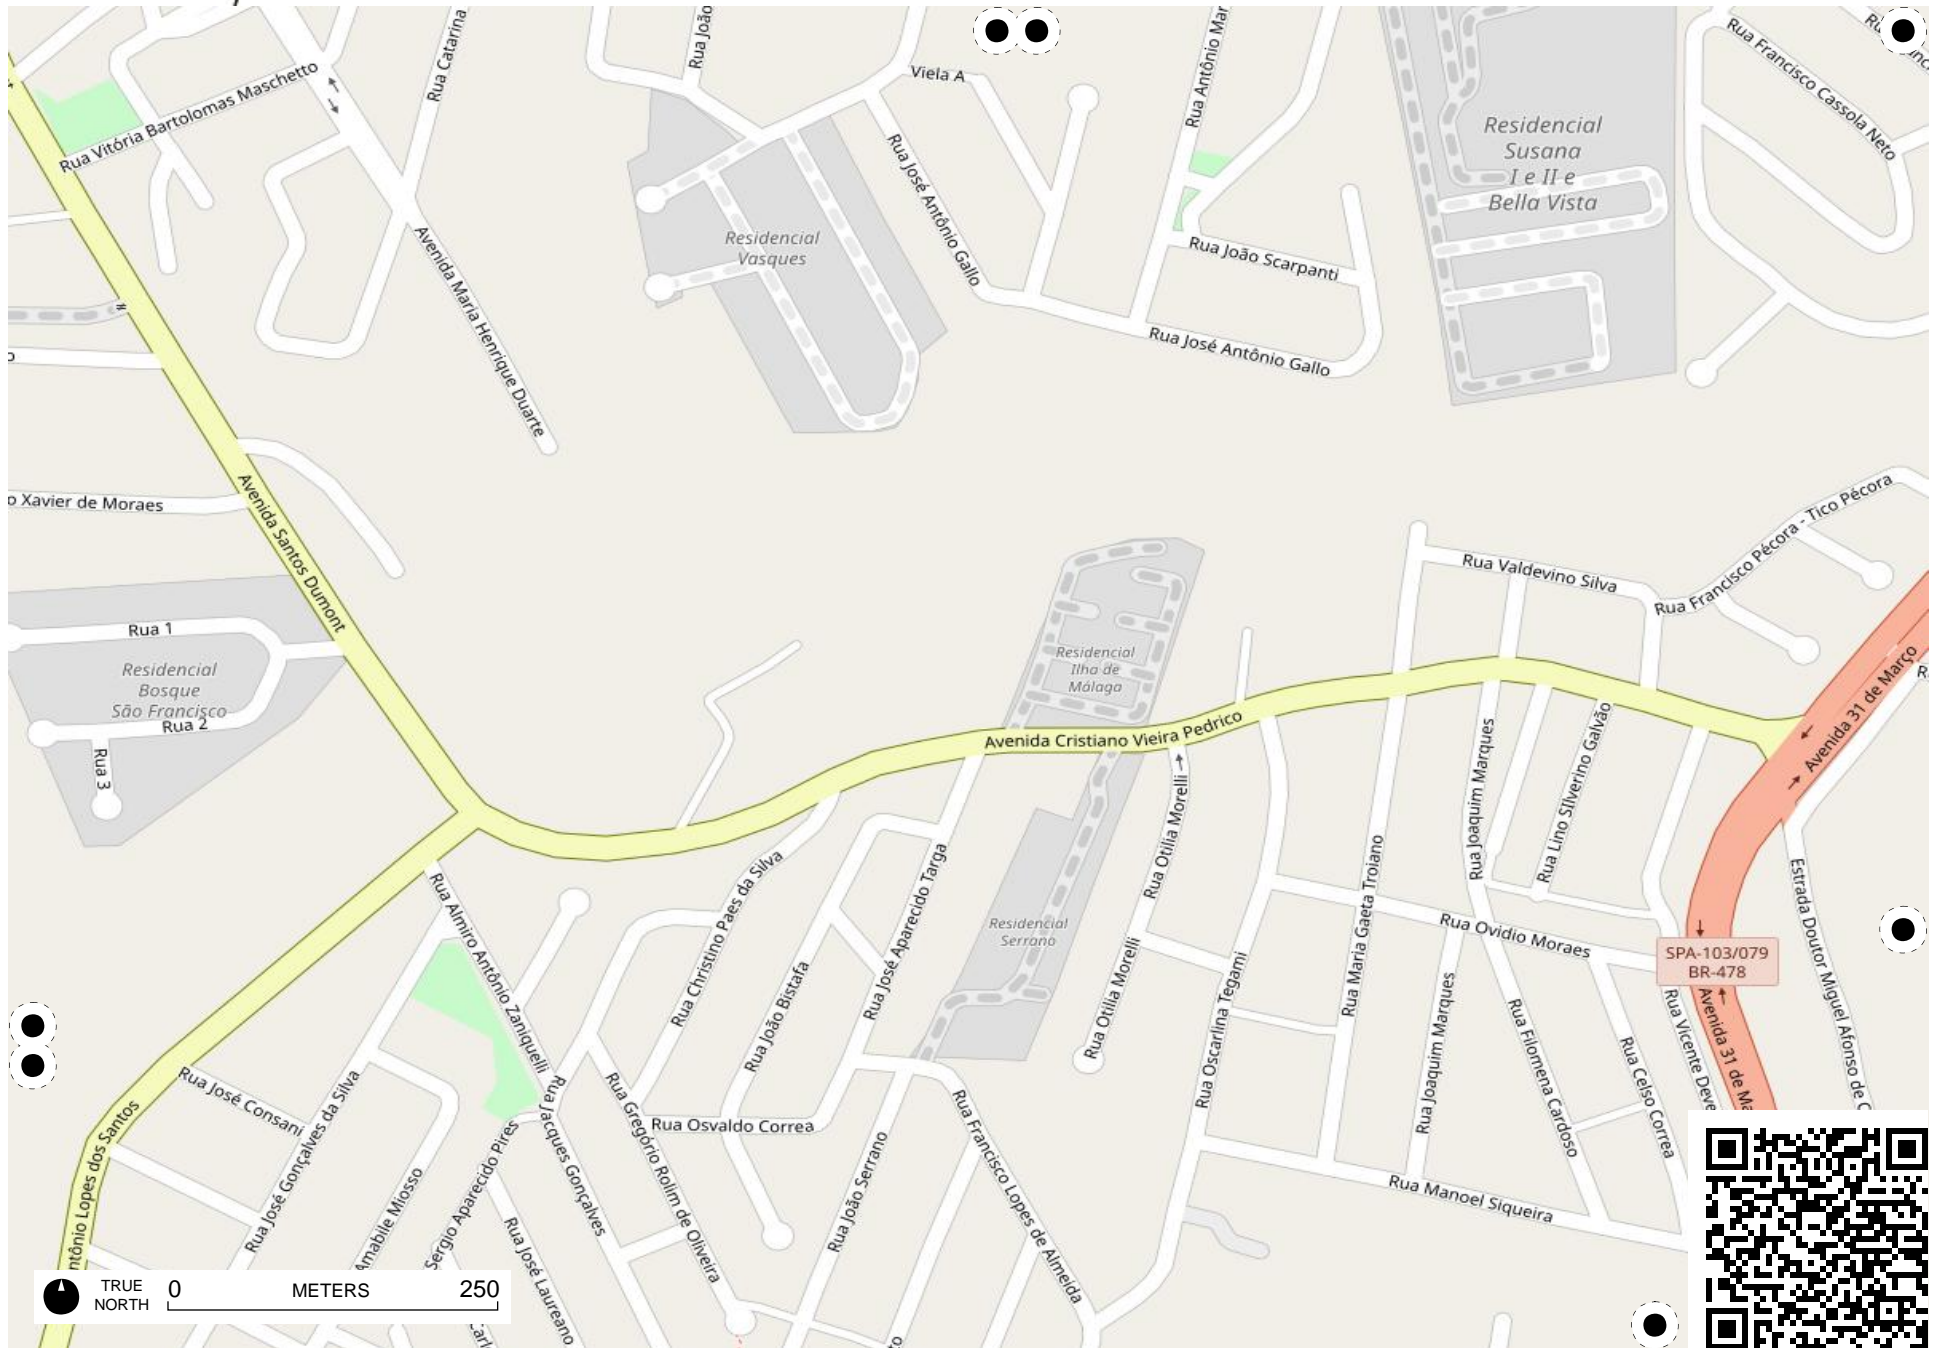 Rua Catarina
Rua João
Viela A
Rua Antônio Mar
Rua Francisco Cassola Neto
Rua Vitória Bartolomas Maschetto
Residencial
Susana
I e II e
Bella Vista
Rua José Antônio Gallo
Residencial
Vasques
Avenida Maria Henrique Duarte
Rua João Scarpanti
Rua José Antônio Gallo
o Xavier de Moraes
Avenida Santos Dumont
Rua Francisco Pécora - Tico Pécora
Rua Valdevino Silva
Rua 1
Residencial
Bosque
São Francisco
Rua 2
Rua 3
Residencial
Ilha de
Málaga
Avenida Cristiano Vieira Pedrico
Avenida 31 de Março
Rua Joaquim Marques
Rua Lino SIlverino Galvão
Rua Otilia Morelli
Rua Maria Gaeta Troiano
Rua Christino Paes da Silva
Rua José Aparecido Targa
Rua Almiro Antônio Zaniquelli
Estrada Doutor Miguel Afonso de C
Residencial
Serrano
Rua Ovidio Moraes
SPA-103/079
BR-478
Rua João Bistafa
Rua Otilia Morelli
Rua Oscarlina Tegami
Rua Joaquim Marques
Rua Filomena Cardoso
Rua Celso Correa
Rua Vicente Deve
Avenida 31 de Ma
Rua José Consani
Rua José Gonçalves da Silva
Rua Jacques Gonçalves
Rua Gregório Rolim de Oliveira
Rua Osvaldo Correa
Rua João Serrano
Rua Francisco Lopes de Almeida
Rua Manoel Siqueira
ntônio Lopes dos Santos
Amabile Miosso
Sergio Aparecido Pires
Rua José Laureano
Carl
TRUE
NORTH
0 METERS 250